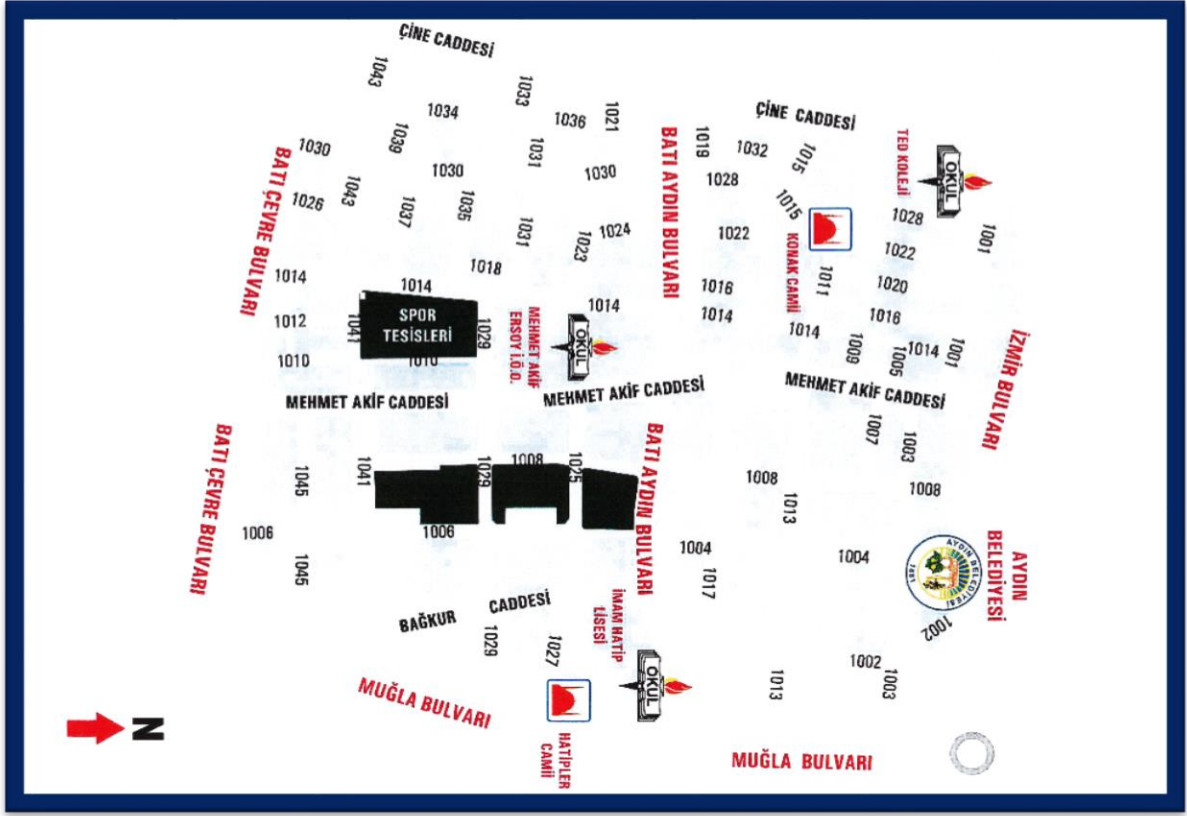 ÇİNE CADDESİ
1043
1033
1034
1036
1021
1039
1031
1030
1030
1030
1043
1035
1026
1037
1031
1024
1023
1018
1014
1014
1014
1012
1041
SPOR
TESİSLERİ
1029
1010
1010
BATI ÇEVRE BULVARI
MEHMET AKİF
ERSOY İ.Ö.O.
OKUL
BATI AYDIN BULVARI
ÇİNE CADDESİ
1019
1032
1015
1028
1015
1022
KONAK CAMİİ
1011
1016
1014
1014
1009
TED KOLEJİ
OKUL
1028
1001
1022
1020
1016
1005
1014
1001
İZMİR BULVARI
MEHMET AKİF CADDESİ
MEHMET AKİF CADDESİ
MEHMET AKİF CADDESİ
1007
1003
BATI ÇEVRE BULVARI
1045
1041
1029
1008
1025
BATI AYDIN BULVARI
1008
1013
1008
1006
1006
1045
1004
1017
1004
AYDIN BELEDİYESİ
1881
AYDIN
BELEDİYESİ
1002
BAĞKUR CADDESİ
1029
1027
İMAM HATİP
LİSESİ
OKUL
1013
1002
1003
MUĞLA BULVARI
HATİPLER
CAMİİ
MUĞLA BULVARI
N